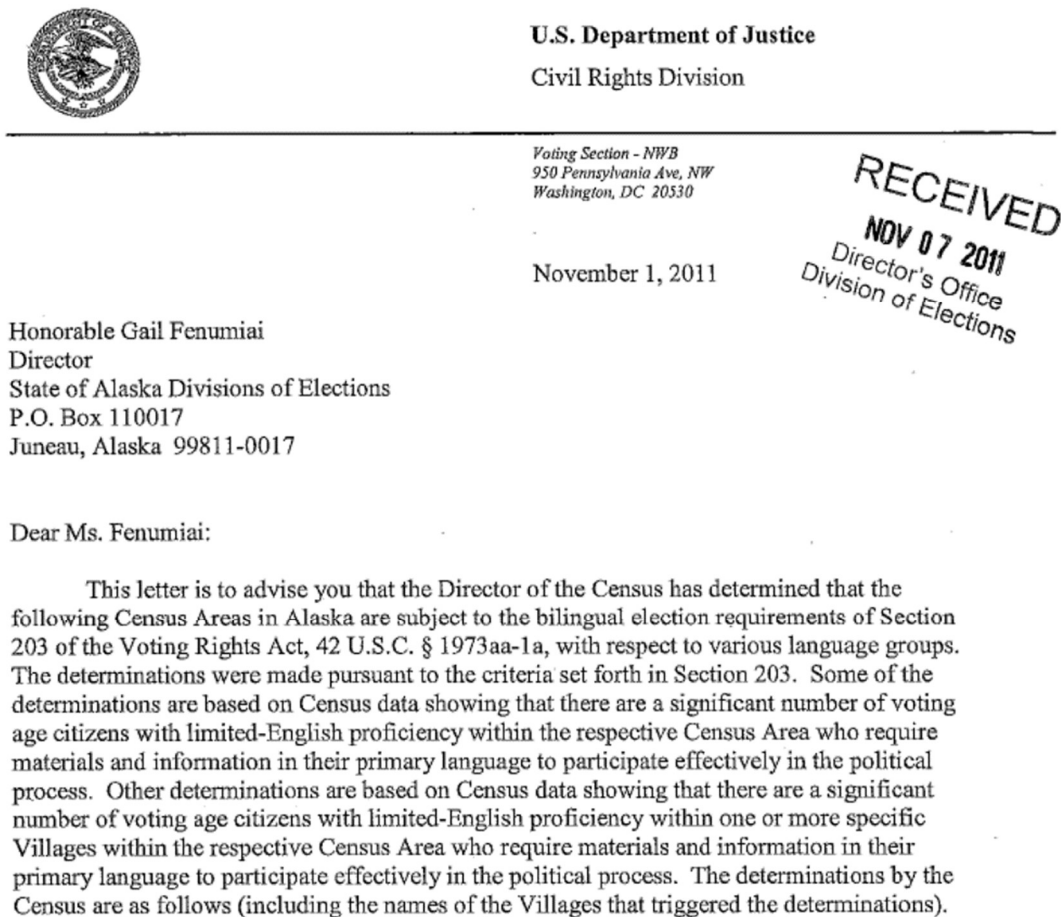 U.S. Department of Justice
Civil Rights Division
Voting Section - NWB
950 Pennsylvania Ave, NW
Washington, DC 20530
RECEIVED
NOV 07 2011
Director's Office
Division of Elections
November 1, 2011
Honorable Gail Fenumiai
Director
State of Alaska Divisions of Elections
P.O. Box 110017
Juneau, Alaska 99811-0017
Dear Ms. Fenumiai:
This letter is to advise you that the Director of the Census has determined that the
following Census Areas in Alaska are subject to the bilingual election requirements of Section
203 of the Voting Rights Act, 42 U.S.C. § 1973aa-1a, with respect to various language groups.
The determinations were made pursuant to the criteria set forth in Section 203. Some of the
determinations are based on Census data showing that there are a significant number of voting
age citizens with limited-English proficiency within the respective Census Area who require
materials and information in their primary language to participate effectively in the political
process. Other determinations are based on Census data showing that there are a significant
number of voting age citizens with limited-English proficiency within one or more specific
Villages within the respective Census Area who require materials and information in their
primary language to participate effectively in the political process. The determinations by the
Census are as follows (including the names of the Villages that triggered the determinations).